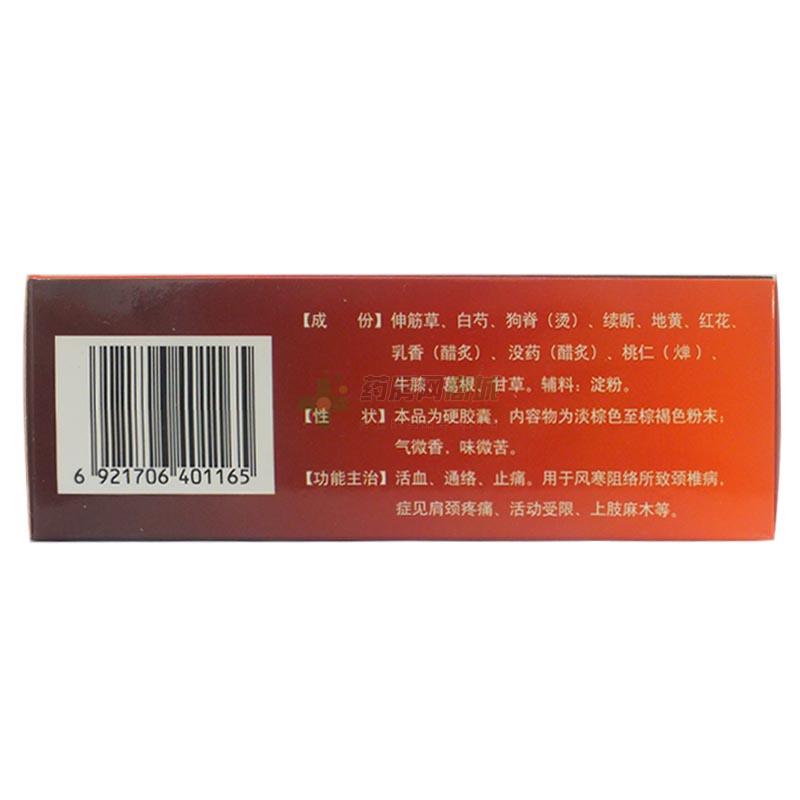 【成　份】伸筋草、白芍、狗脊（烫）、续断、地黄、红花、
乳香（醋炙）、没药（醋炙）、桃仁（燀）、
牛膝、葛根、甘草。辅料：淀粉。
【性　状】本品为硬胶囊，内容物为淡棕色至棕褐色粉末；
气微香，味微苦。
【功能主治】活血、通络、止痛。用于风寒阻络所致颈椎病，
症见肩颈疼痛、活动受限、上肢麻木等。
6 921706 401165